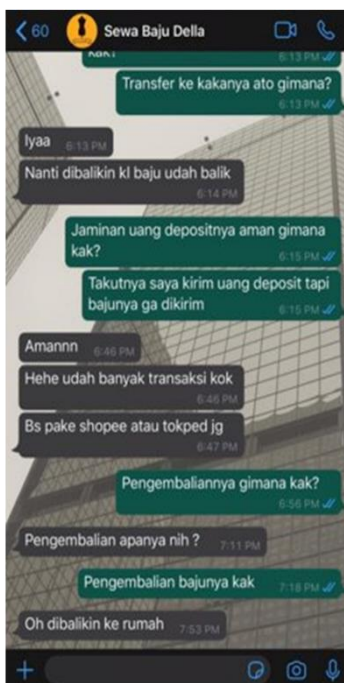 60
Sewa Baju Della
kak?
6:13 PM
Transfer ke kakanya ato gimana?
6:13 PM
Iyaa 6:13 PM
Nanti dibalikin kl baju udah balik
6:14 PM
Jaminan uang depositnya aman gimana
kak?
6:15 PM
Takutnya saya kirim uang deposit tapi
bajunya ga dikirim
6:15 PM
Amannn 6:46 PM
Hehe udah banyak transaksi kok
6:46 PM
Bs pake shopee atau tokped jg
6:47 PM
Pengembaliannya gimana kak?
6:56 PM
Pengembalian apanya nih ? 7:11 PM
Pengembalian bajunya kak 7:18 PM
Oh dibalikin ke rumah 7:53 PM